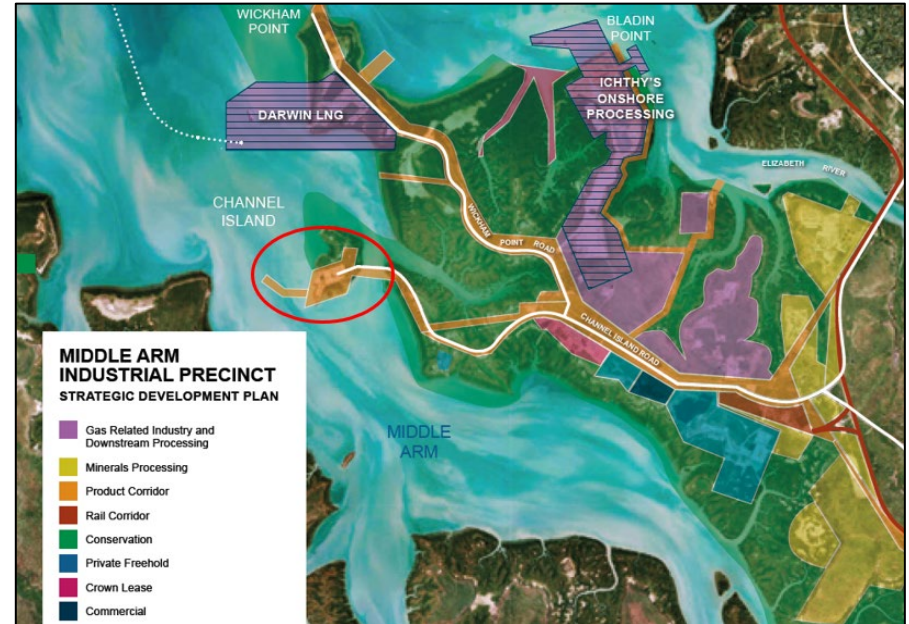 WICKHAM
POINT
BLADIN
POINT
ICHTHY'S
ONSHORE
PROCESSING
DARWIN LNG
ELIZABETH RIVER
CHANNEL
ISLAND
WICKHAM POINT ROAD
CHANNEL ISLAND ROAD
MIDDLE
ARM
MIDDLE ARM
INDUSTRIAL PRECINCT
STRATEGIC DEVELOPMENT PLAN
Gas Related Industry and
Downstream Processing
Minerals Processing
Product Corridor
Rail Corridor
Conservation
Private Freehold
Crown Lease
Commercial